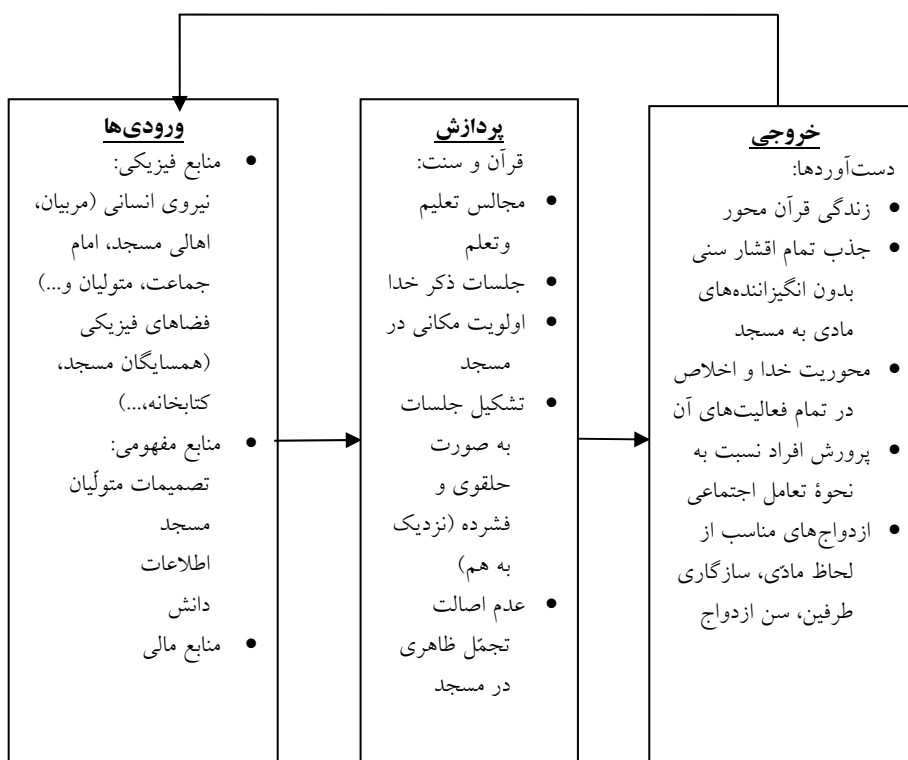 ورودی‌ها
• منابع فیزیکی:
نیروی انسانی (مربیان،
اهالی مسجد، امام
جماعت، متولیان و...)
فضاهای فیزیکی
(همسایگان مسجد،
کتابخانه،...)
• منابع مفهومی:
تصمیمات متولّیان
مسجد
اطلاعات
دانش
• منابع مالی
پردازش
قرآن و سنت:
• مجالس تعلیم
وتعلم
• جلسات ذکر خدا
• اولویت مکانی در
مسجد
• تشکیل جلسات
به صورت
حلقوی و
فشرده (نزدیک
به هم)
• عدم اصالت
تجمّل ظاهری
در مسجد
خروجی
دست‌آوردها:
• زندگی قرآن محور
• جذب تمام اقشار سنی
بدون انگیزاننده‌های
مادی به مسجد
• محوریت خدا و اخلاص
در تمام فعالیت‌های آن
• پرورش افراد نسبت به
نحوۀ تعامل اجتماعی
• ازدواج‌های مناسب از
لحاظ مادّی، سازگاری
طرفین، سن ازدواج